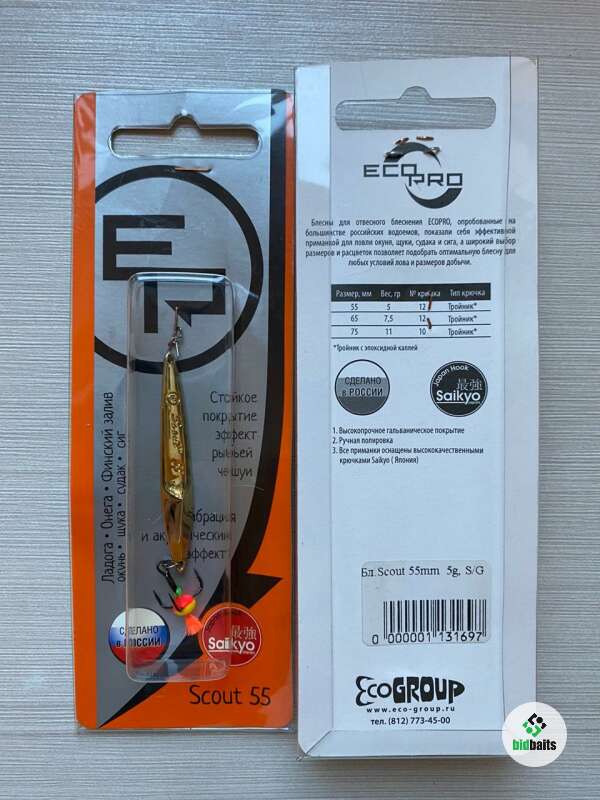 EP
Стойкое
покрытие
эффект
рыбьей
чешуи
Ладога • Онега • Финский залив
окунь • щука • судак • сиг
эффект
СДЕЛАНО
в РОССИИ
最強
Saikyo
Scout 55
ECO
PRO
Блесны для отвесного блеснения ECOPRO, опробованные на
большинстве российских водоемов, показали себя эффективной
приманкой для ловли окуня, щуки, судака и сига, а широкий выбор
размеров и расцветок позволяет подобрать оптимальную блесну для
любых условий лова и размеров добычи.
Размер, мм Вес, гр № крючка Тип крючка
55 5 12 Тройник*
65 7,5 12 Тройник*
75 11 10 Тройник*
*Тройник с эпоксидной каплей
СДЕЛАНО
в РОССИИ
Japan Hook
最強
Saikyo
1. Высокопрочное гальваническое покрытие
2. Ручная полировка
3. Все приманки оснащены высококачественными
крючками Saikyo ( Япония)
Бл.Scout 55mm 5g, S/G
0 000001 131697
ECOGROUP
www.eco-group.ru
тел. (812) 773-45-00
bidbaits